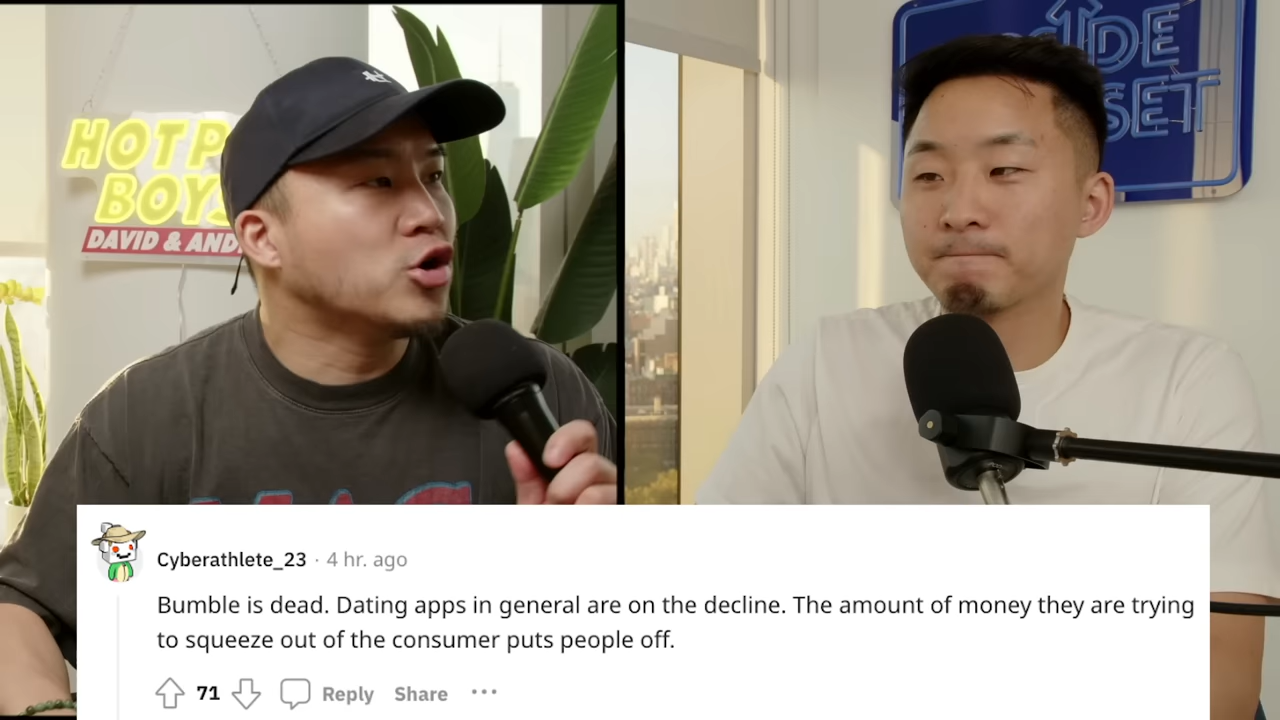 HOT P
BOYS
DAVID & AND
IDE
SET
Cyberathlete_23 · 4 hr. ago
Bumble is dead. Dating apps in general are on the decline. The amount of money they are trying
to squeeze out of the consumer puts people off.
71 Reply Share ...